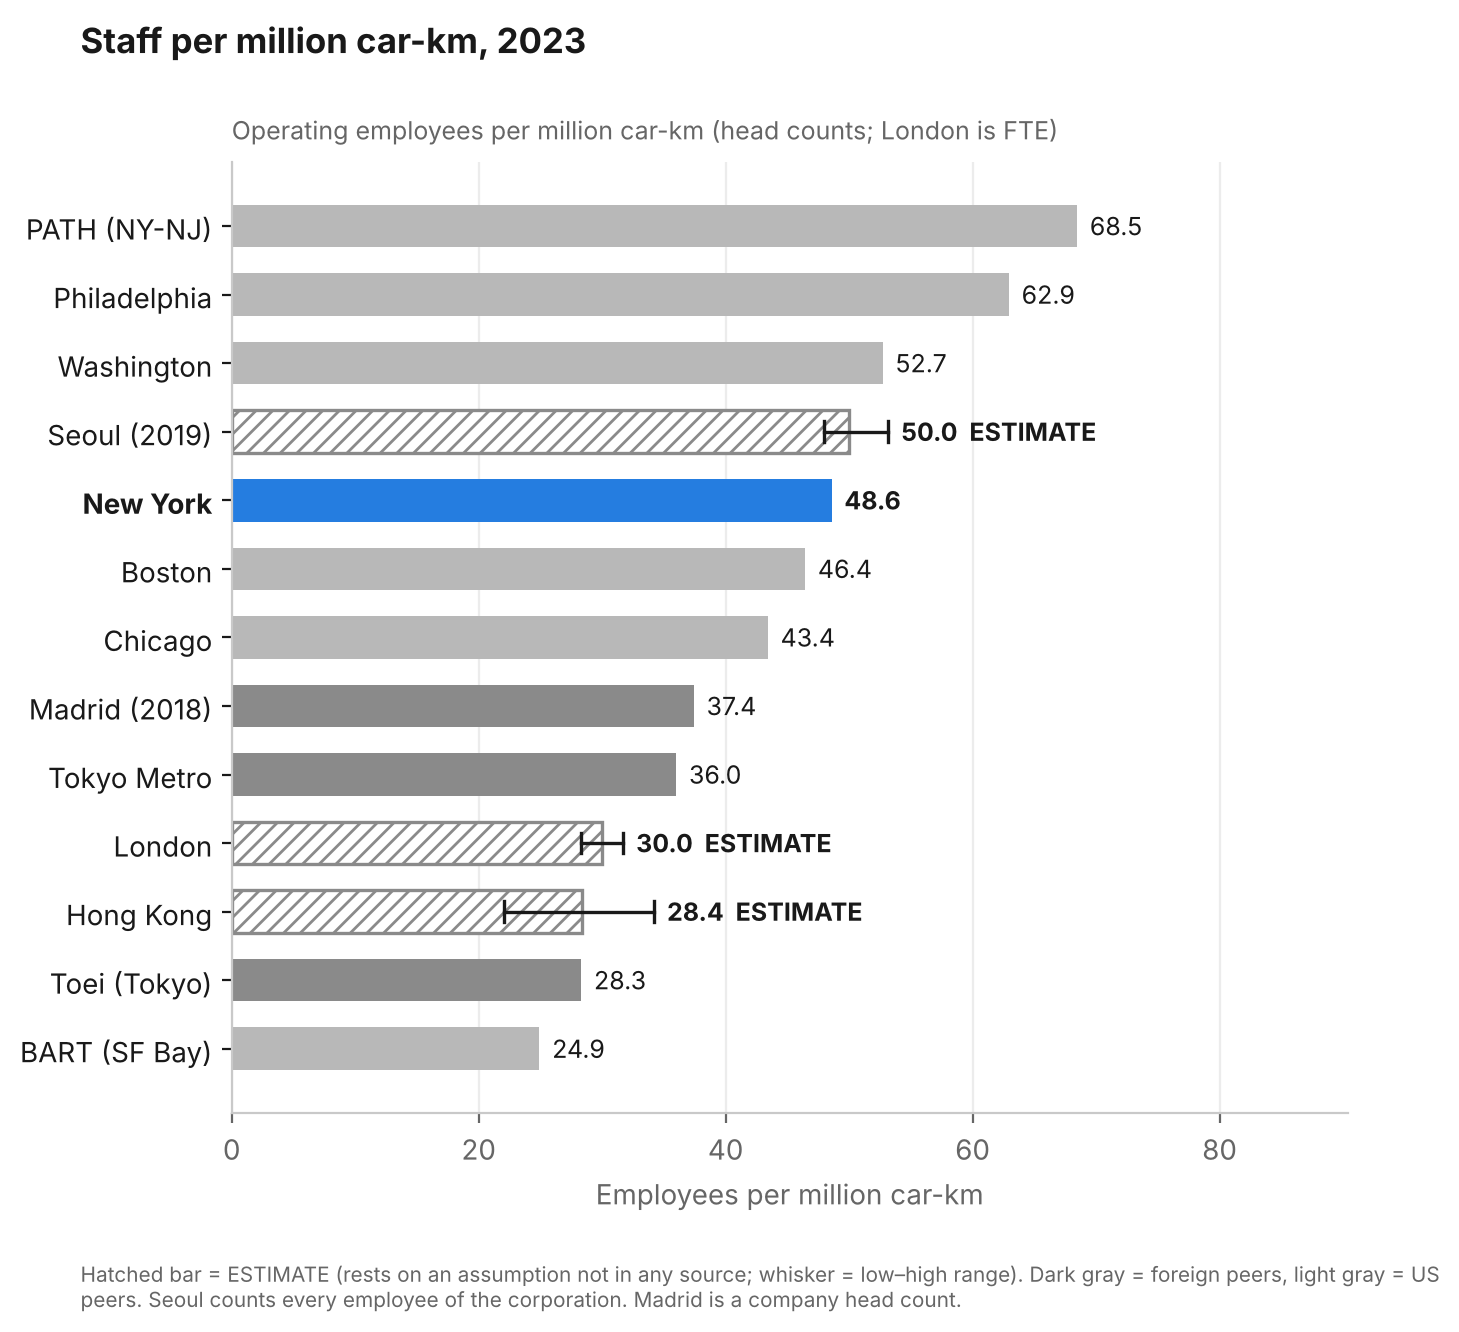 Staff per million car-km, 2023
Operating employees per million car-km (head counts; London is FTE)
PATH (NY-NJ) 68.5
Philadelphia 62.9
Washington 52.7
Seoul (2019) 50.0 ESTIMATE
New York 48.6
Boston 46.4
Chicago 43.4
Madrid (2018) 37.4
Tokyo Metro 36.0
London 30.0 ESTIMATE
Hong Kong 28.4 ESTIMATE
Toei (Tokyo) 28.3
BART (SF Bay) 24.9
0 20 40 60 80
Employees per million car-km
Hatched bar = ESTIMATE (rests on an assumption not in any source; whisker = low–high range). Dark gray = foreign peers, light gray = US
peers. Seoul counts every employee of the corporation. Madrid is a company head count.